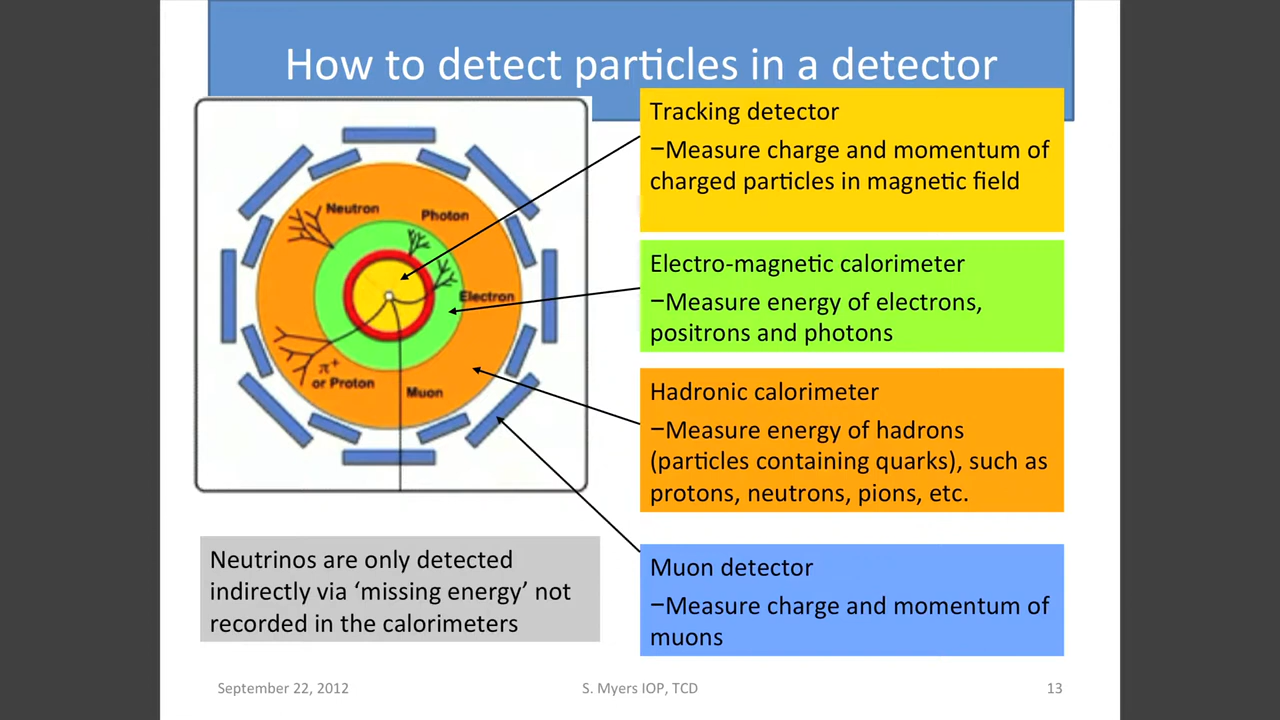 How to detect particles in a detector
Neutron
Photon
Electron
π+
or Proton
Muon
Tracking detector
−Measure charge and momentum of
charged particles in magnetic field
Electro-magnetic calorimeter
−Measure energy of electrons,
positrons and photons
Hadronic calorimeter
−Measure energy of hadrons
(particles containing quarks), such as
protons, neutrons, pions, etc.
Muon detector
−Measure charge and momentum of
muons
Neutrinos are only detected
indirectly via ‘missing energy’ not
recorded in the calorimeters
September 22, 2012
S. Myers IOP, TCD
13